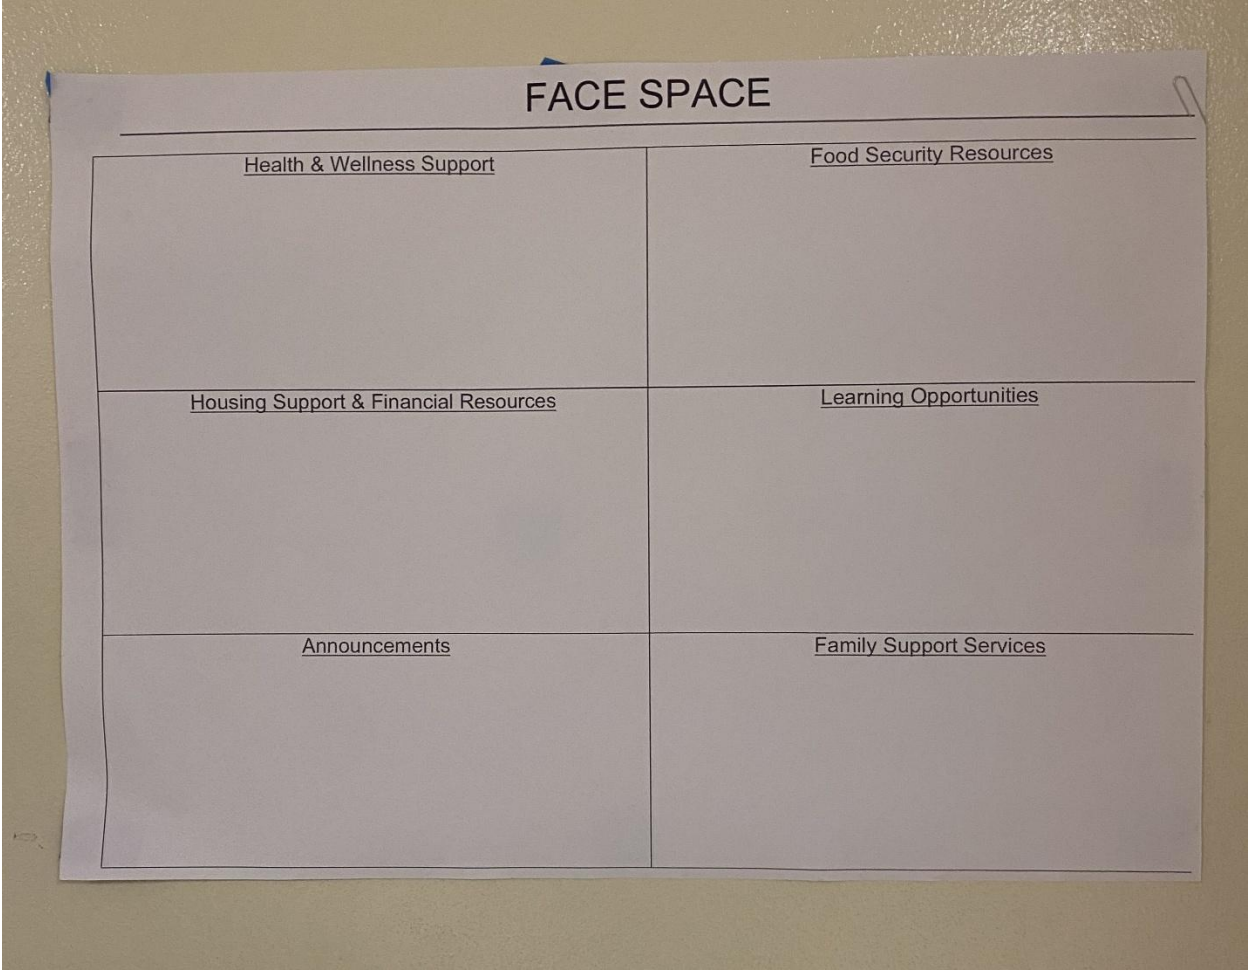 FACE SPACE
Health & Wellness Support
Food Security Resources
Housing Support & Financial Resources
Learning Opportunities
Announcements
Family Support Services